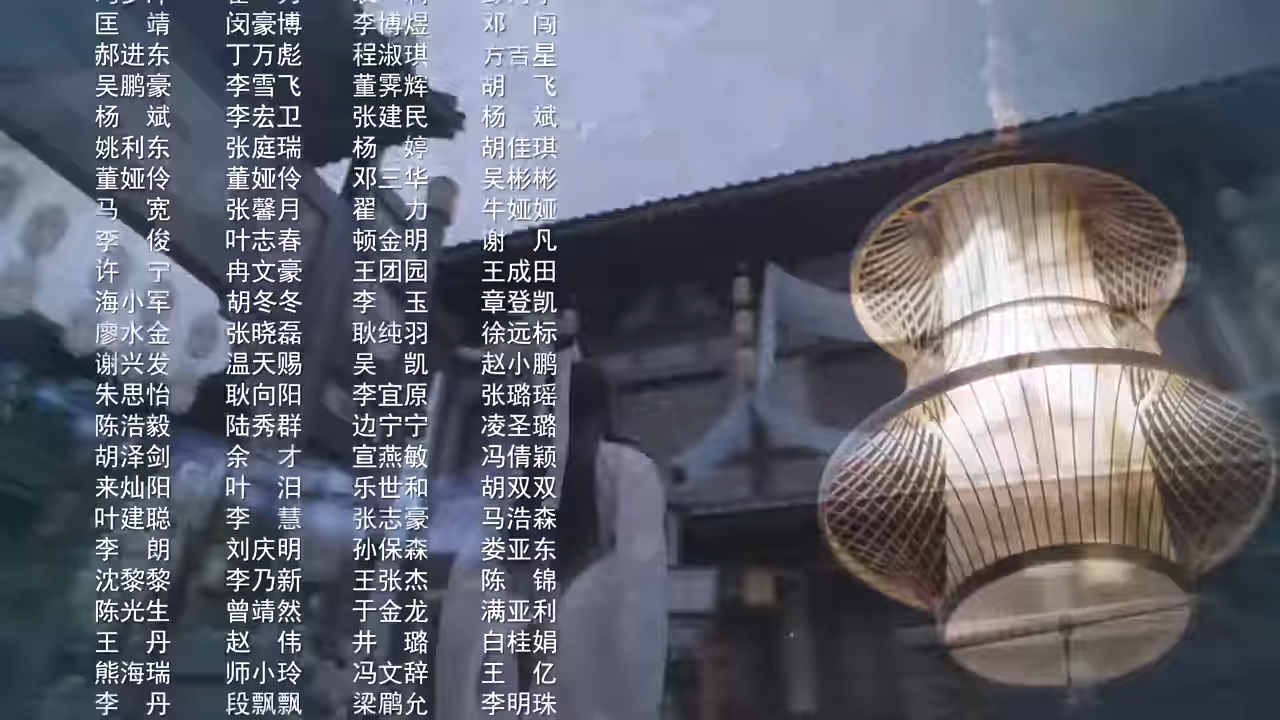 匡 靖 闵豪博 李博煜 邓 闯
郝进东 丁万彪 程淑琪 方吉星
吴鹏豪 李雪飞 董霁辉 胡 飞
杨 斌 李宏卫 张建民 杨 斌
姚利东 张庭瑞 杨 婷 胡佳琪
董娅伶 董娅伶 邓三华 吴彬彬
马 宽 张馨月 翟 力 牛娅娅
李 俊 叶志春 顿金明 谢 凡
许 宁 冉文豪 王团园 王成田
海小军 胡冬冬 李 玉 章登凯
廖水金 张晓磊 耿纯羽 徐远标
谢兴发 温天赐 吴 凯 赵小鹏
朱思怡 耿向阳 李宜原 张璐瑶
陈浩毅 陆秀群 边宁宁 凌圣璐
胡泽剑 余 才 宣燕敏 冯倩颖
来灿阳 叶 汨 乐世和 胡双双
叶建聪 李 慧 张志豪 马浩森
李 朗 刘庆明 孙保森 娄亚东
沈黎黎 李乃新 王张杰 陈 锦
陈光生 曾靖然 于金龙 满亚利
王 丹 赵 伟 井 璐 白桂娟
熊海瑞 师小玲 冯文辞 王 亿
李 丹 段飘飘 梁鹛允 李明珠